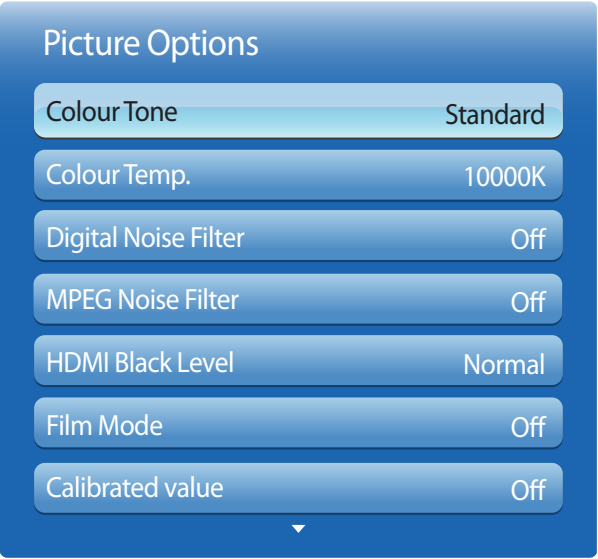 Picture Options
Colour Tone Standard
Colour Temp. 10000K
Digital Noise Filter Off
MPEG Noise Filter Off
HDMI Black Level Normal
Film Mode Off
Calibrated value Off